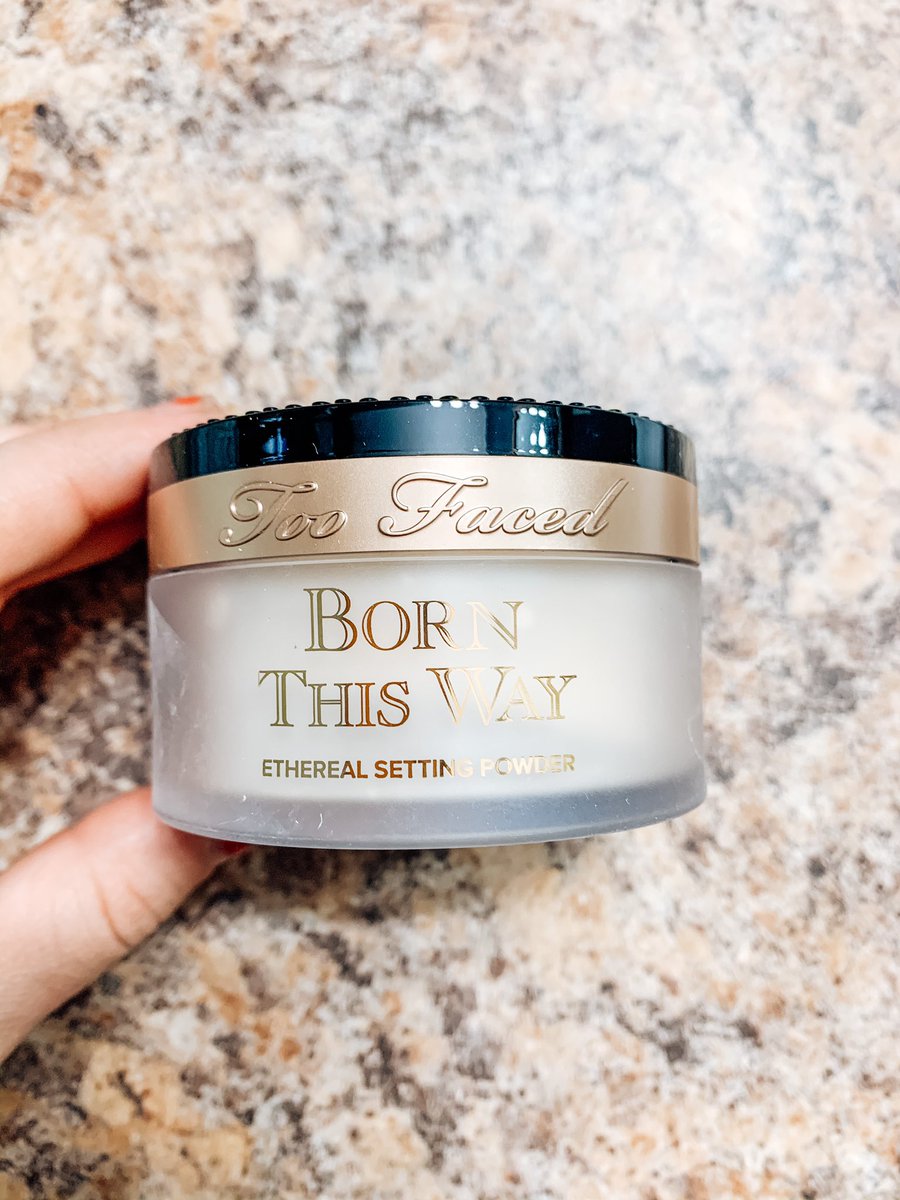 Too Faced
BORN
THIS WAY
ETHEREAL SETTING POWDER